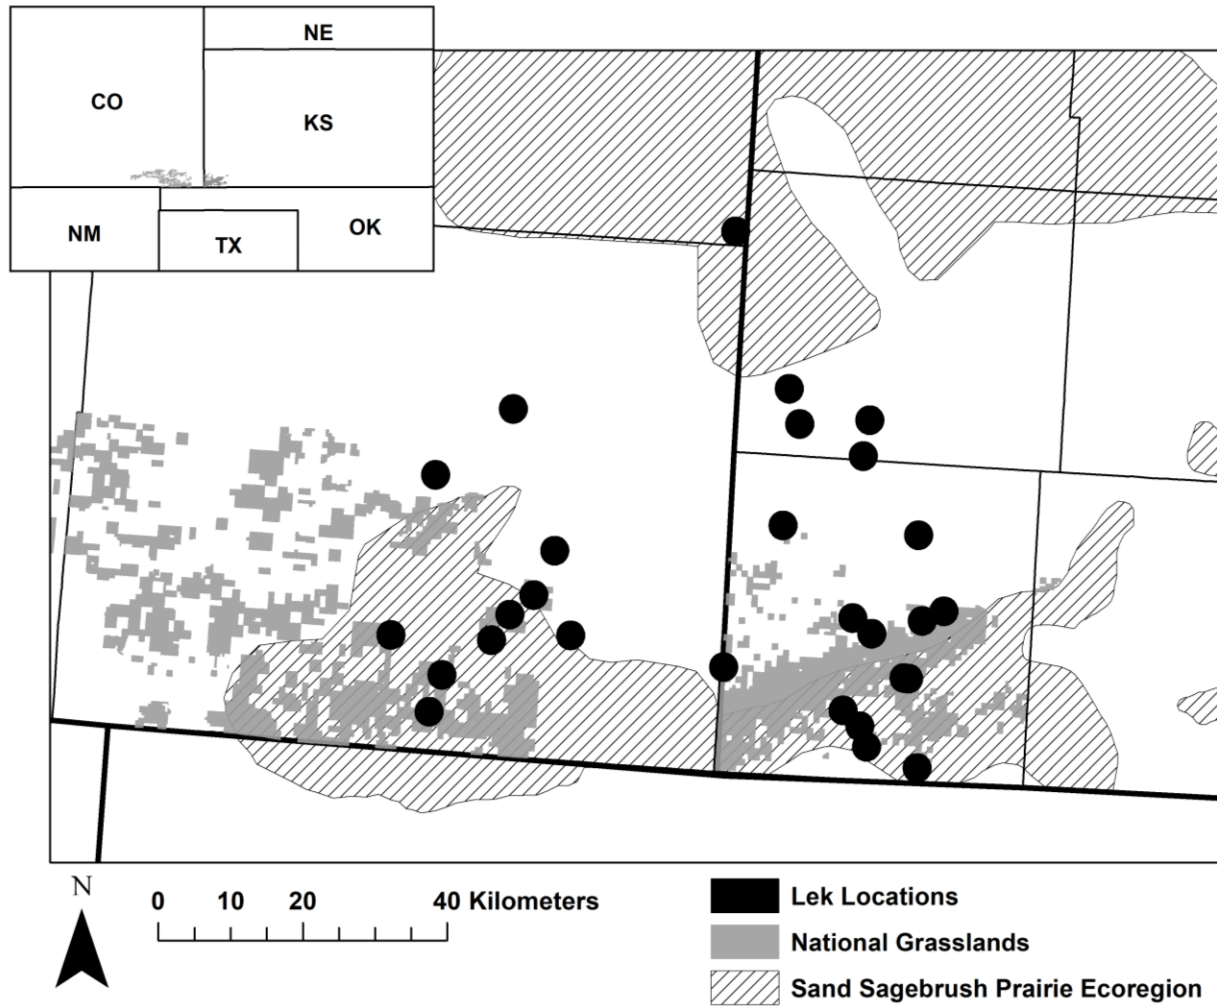 NE
CO
KS
NM
TX
OK
N
0 10 20 40 Kilometers
Lek Locations
National Grasslands
Sand Sagebrush Prairie Ecoregion